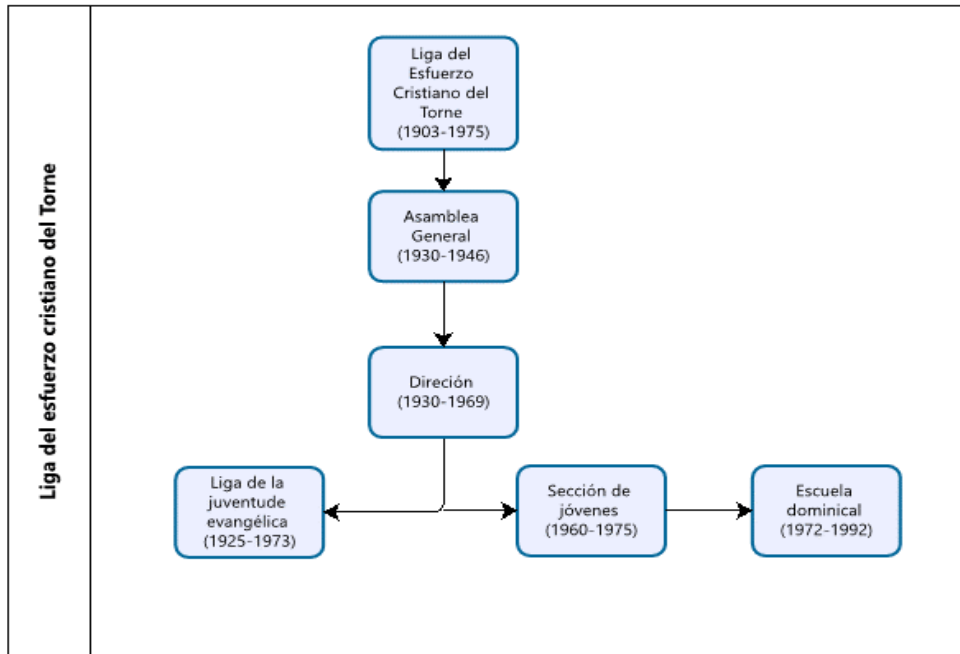 Liga del esfuerzo cristiano del Torne
Liga del
Esfuerzo
Cristiano del
Torne
(1903-1975)
Asamblea
General
(1930-1946)
Direción
(1930-1969)
Liga de la
juventude
evangélica
(1925-1973)
Sección de
jóvenes
(1960-1975)
Escuela
dominical
(1972-1992)